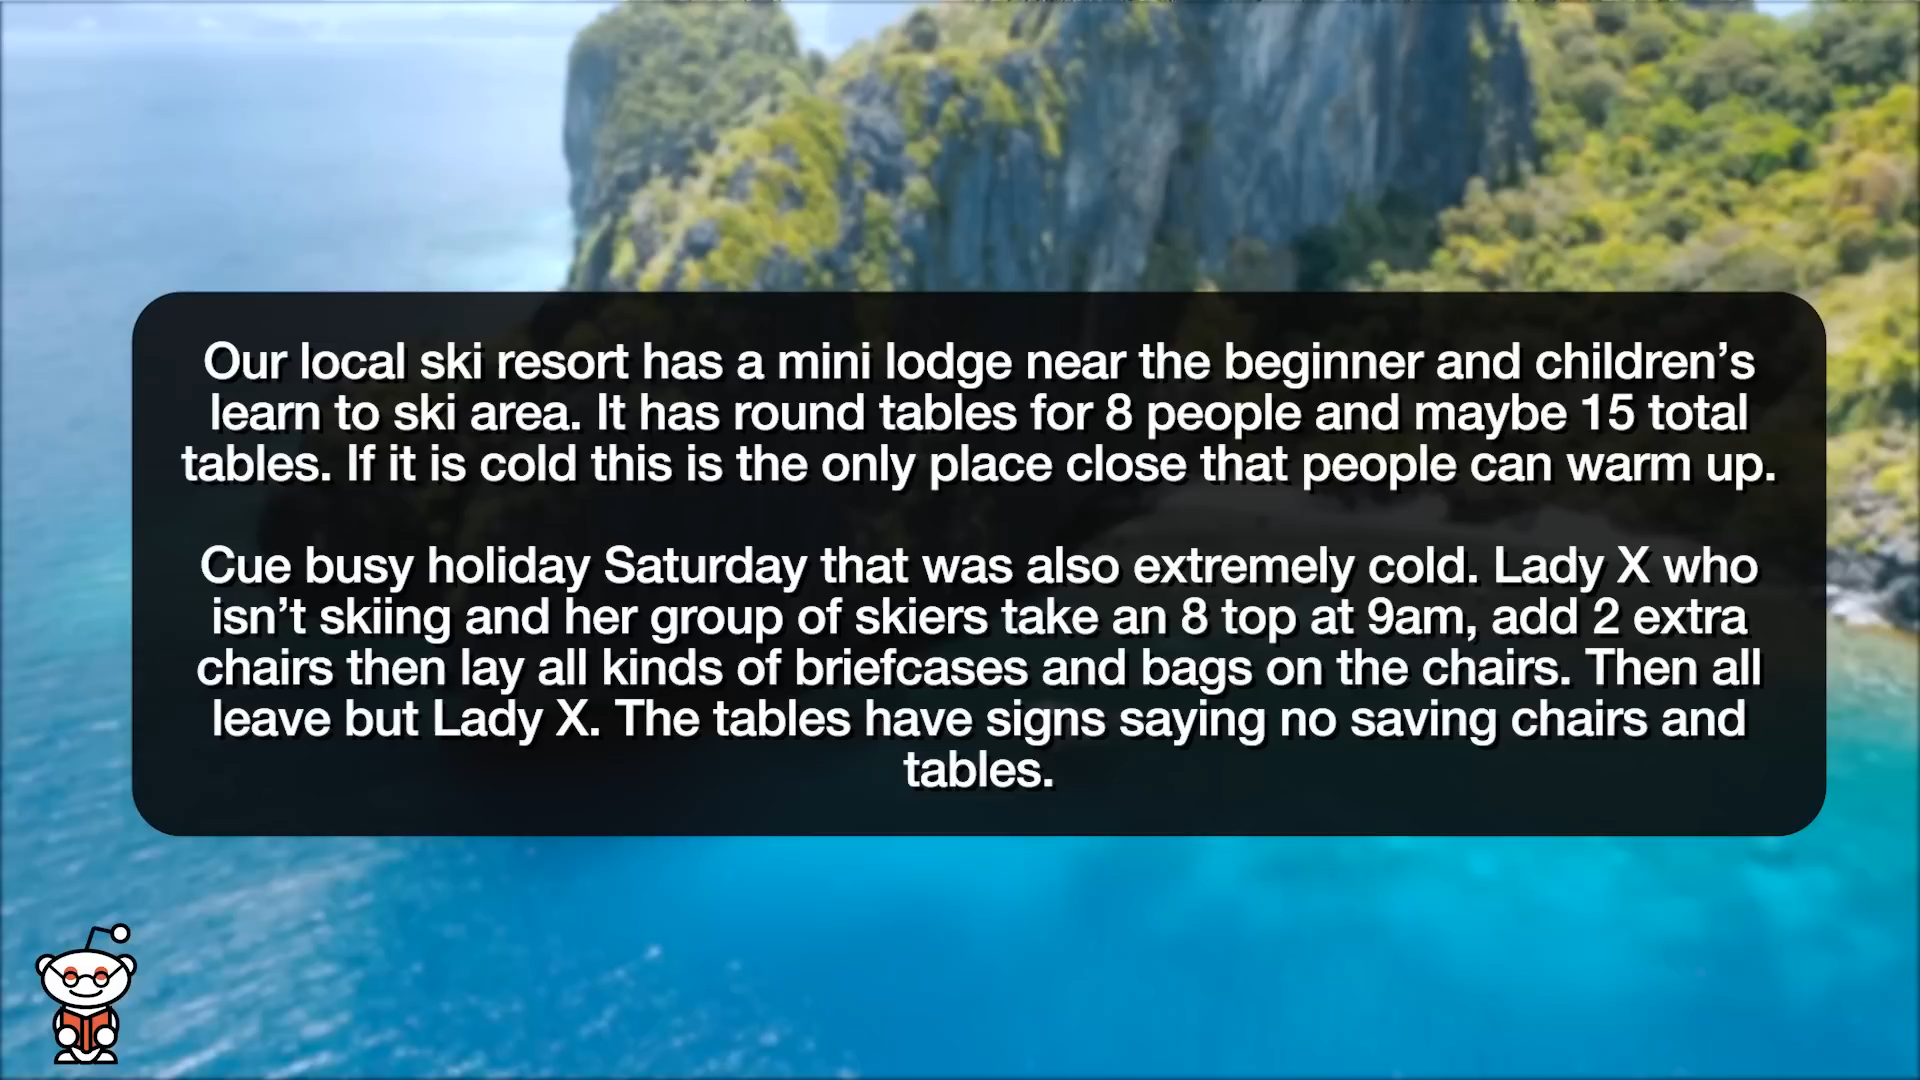 Our local ski resort has a mini lodge near the beginner and children’s
learn to ski area. It has round tables for 8 people and maybe 15 total
tables. If it is cold this is the only place close that people can warm up.
Cue busy holiday Saturday that was also extremely cold. Lady X who
isn’t skiing and her group of skiers take an 8 top at 9am, add 2 extra
chairs then lay all kinds of briefcases and bags on the chairs. Then all
leave but Lady X. The tables have signs saying no saving chairs and
tables.